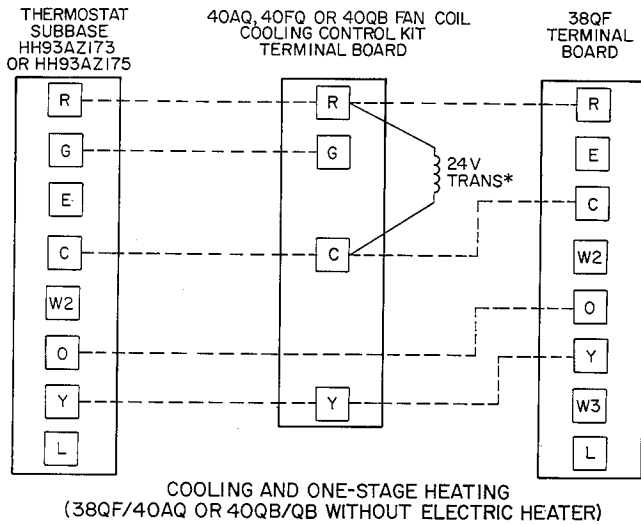 THERMOSTAT
SUBBASE
HH93AZ173
OR HH93AZ175
40AQ, 40FQ OR 40QB FAN COIL
COOLING CONTROL KIT
TERMINAL BOARD
38QF
TERMINAL
BOARD
R
G
E
C
W2
O
Y
L
R
G
C
Y
24V
TRANS*
R
E
C
W2
O
Y
W3
L
COOLING AND ONE-STAGE HEATING
(38QF/40AQ OR 40QB/QB WITHOUT ELECTRIC HEATER)